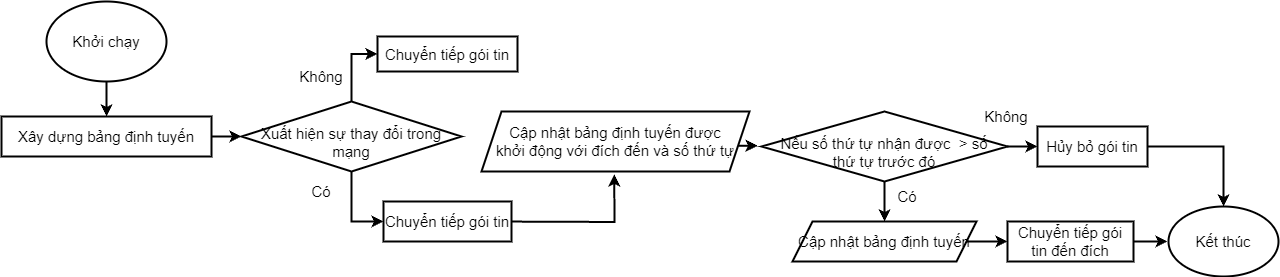 Khởi chạy
Xây dựng bảng định tuyến
Xuất hiện sự thay đổi trong
mạng
Không
Chuyển tiếp gói tin
Có
Chuyển tiếp gói tin
Cập nhật bảng định tuyến được
khởi động với đích đến và số thứ tự
Nếu số thứ tự nhận được > số
thứ tự trước đó
Không
Hủy bỏ gói tin
Có
Cập nhật bảng định tuyến
Chuyển tiếp gói
tin đến đích
Kết thúc